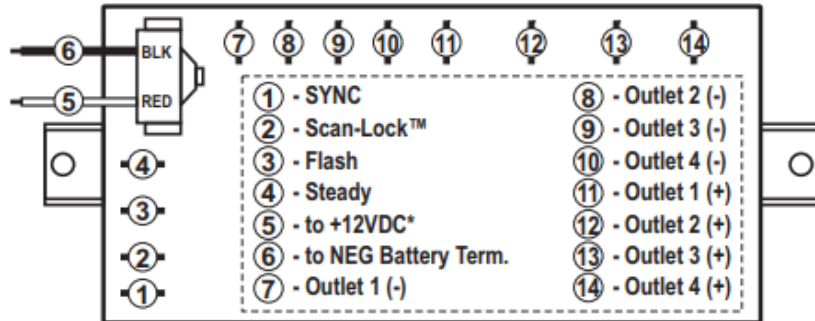 6 BLK
5 RED
7 8 9 10 11 12 13 14
4
3
2
1
1 - SYNC
2 - Scan-Lock™
3 - Flash
4 - Steady
5 - to +12VDC*
6 - to NEG Battery Term.
7 - Outlet 1 (-)
8 - Outlet 2 (-)
9 - Outlet 3 (-)
10 - Outlet 4 (-)
11 - Outlet 1 (+)
12 - Outlet 2 (+)
13 - Outlet 3 (+)
14 - Outlet 4 (+)